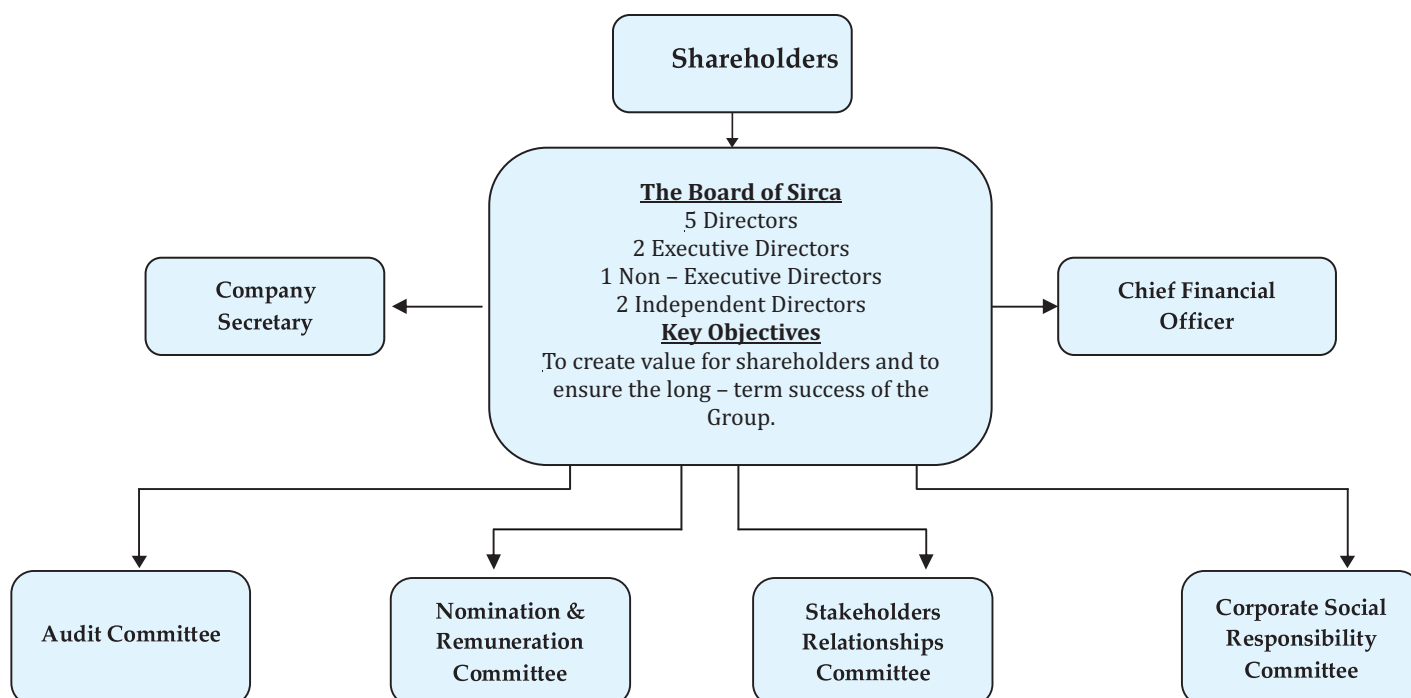 Shareholders
The Board of Sirca
5 Directors
2 Executive Directors
1 Non – Executive Directors
2 Independent Directors
Key Objectives
To create value for shareholders and to
ensure the long – term success of the
Group.
Company
Secretary
Chief Financial
Officer
Audit Committee
Nomination &
Remuneration
Committee
Stakeholders
Relationships
Committee
Corporate Social
Responsibility
Committee